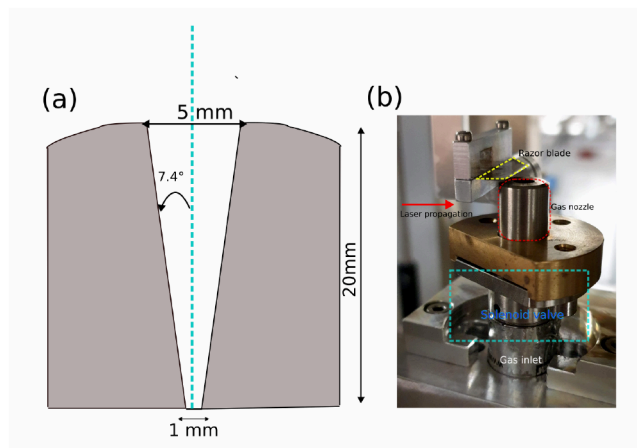 (a)
5 mm
7.4°
20mm
1 mm
(b)
Razor blade
Gas nozzle
Laser propagation
Solenoid valve
Gas inlet